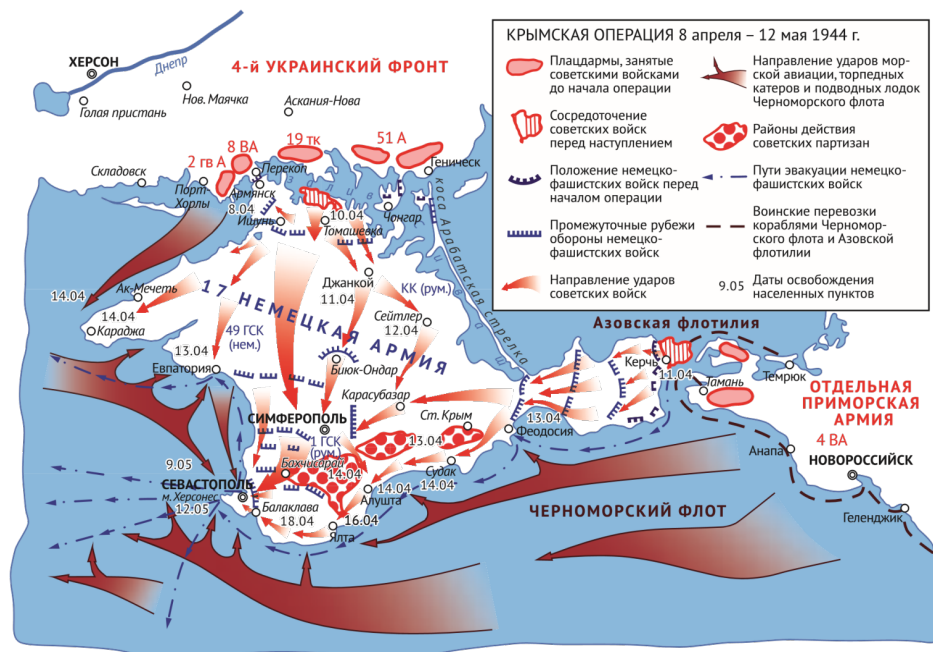 КРЫМСКАЯ ОПЕРАЦИЯ 8 апреля – 12 мая 1944 г.
Плацдармы, занятые
советскими войсками
до начала операции
Сосредоточение
советских войск
перед наступлением
Положение немецко-
фашистских войск перед
началом операции
Промежуточные рубежи
обороны немецко-
фашистских войск
Направление ударов
советских войск
Направление ударов мор-
ской авиации, торпедных
катеров и подводных лодок
Черноморского флота
Районы действия
советских партизан
Пути эвакуации немецко-
фашистских войск
Воинские перевозки
кораблями Черномор-
ского флота и Азовской
флотилии
9.05
Даты освобождения
населенных пунктов
ХЕРСОН
Днепр
4-й УКРАИНСКИЙ ФРОНТ
Голая пристань
Нов. Маячка
Аскания-Нова
19 тк
51 А
8 ВА
2 гв А
Геническ
Перекоп
Складовск
Порт-
Хорлы
Армянск
8.04
залив
Ишунь
10.04
Томашевка
Чонгар
коса Арабатская стрелка
Джанкой
11.04
КК (рум.)
14.04
Ак-Мечеть
17 НЕМЕЦКАЯ АРМИЯ
14.04
Караджа
49 ГСК
(нем.)
Сейтлер
12.04
Азовская флотилия
13.04
Евпатория
Биюк-Ондар
Керчь
11.04
Тамань
Темрюк
Карасубазар
ОТДЕЛЬНАЯ
ПРИМОРСКАЯ
АРМИЯ
4 ВА
СИМФЕРОПОЛЬ
Ст. Крым
13.04
13.04
Феодосия
1 ГСК
(рум.)
Анапа
НОВОРОССИЙСК
Бахчисарай
14.04
Судак
14.04
9.05
СЕВАСТОПОЛЬ
м. Херсонес
12.05
14.04
Алушта
Балаклава
18.04
16.04
Ялта
ЧЕРНОМОРСКИЙ ФЛОТ
Геленджик